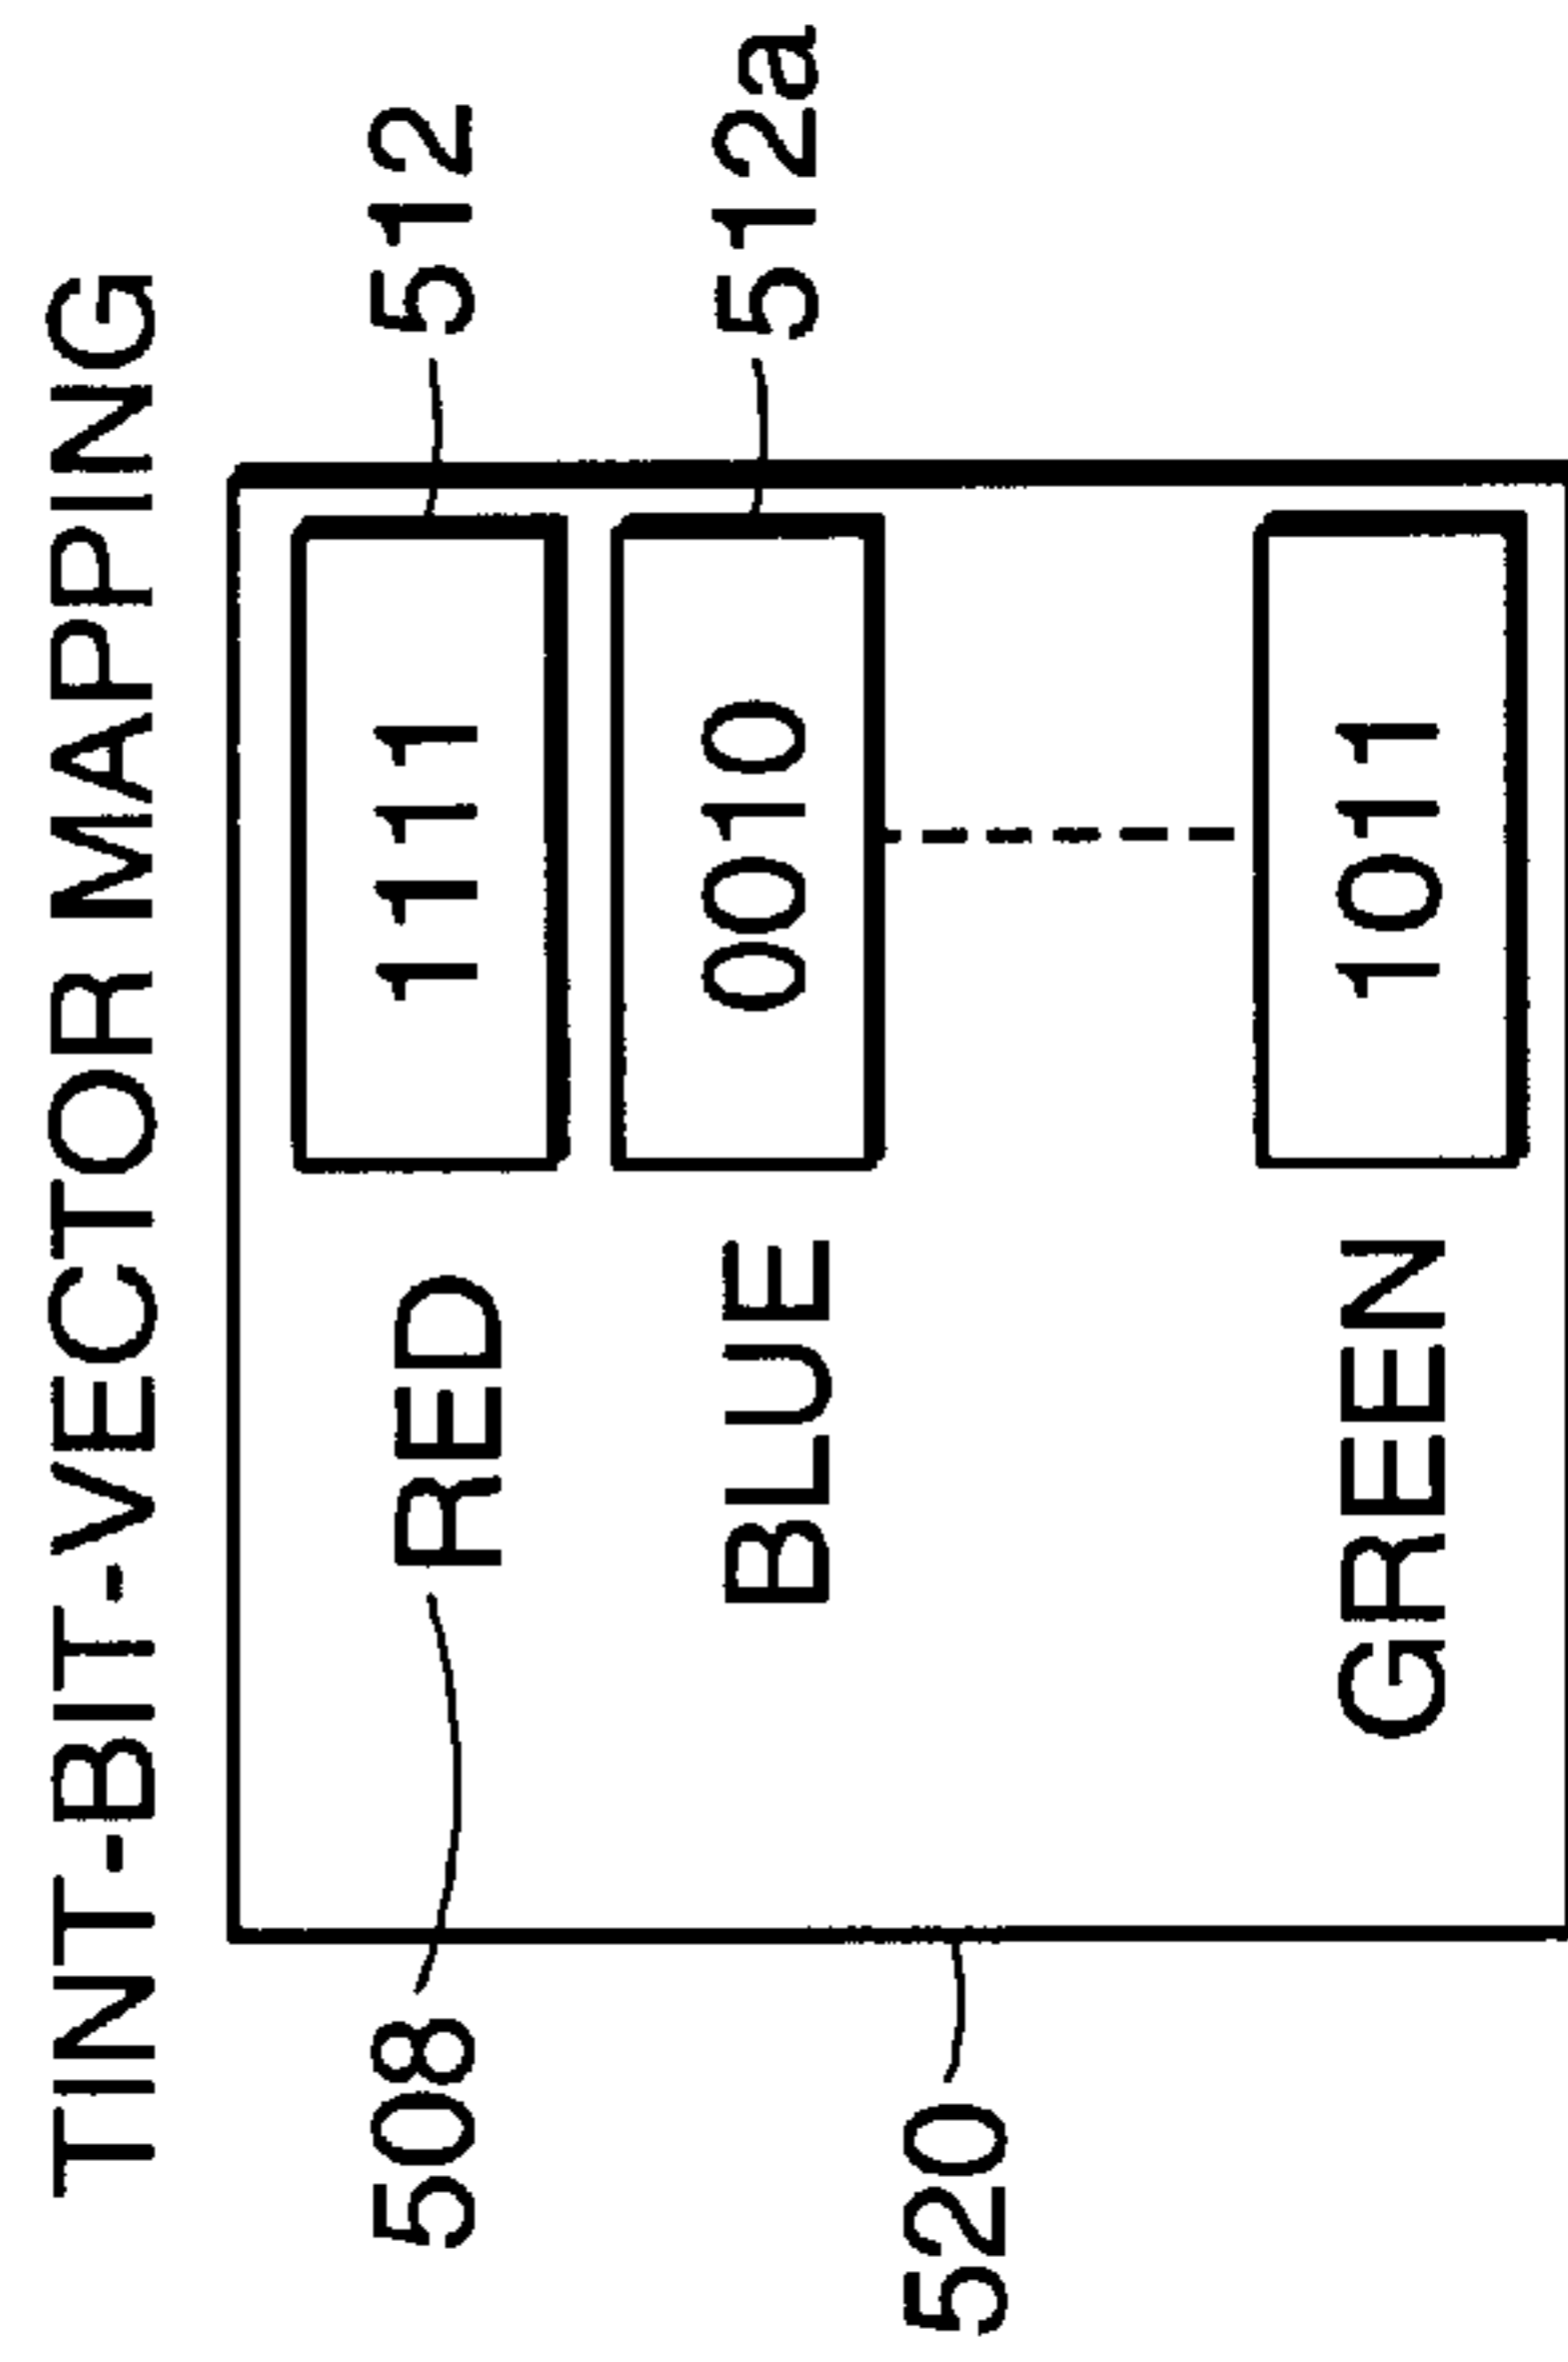 TINT-BIT-VECTOR MAPPING
508 RED 1111 512
BLUE 0010 512a
520
GREEN 1011